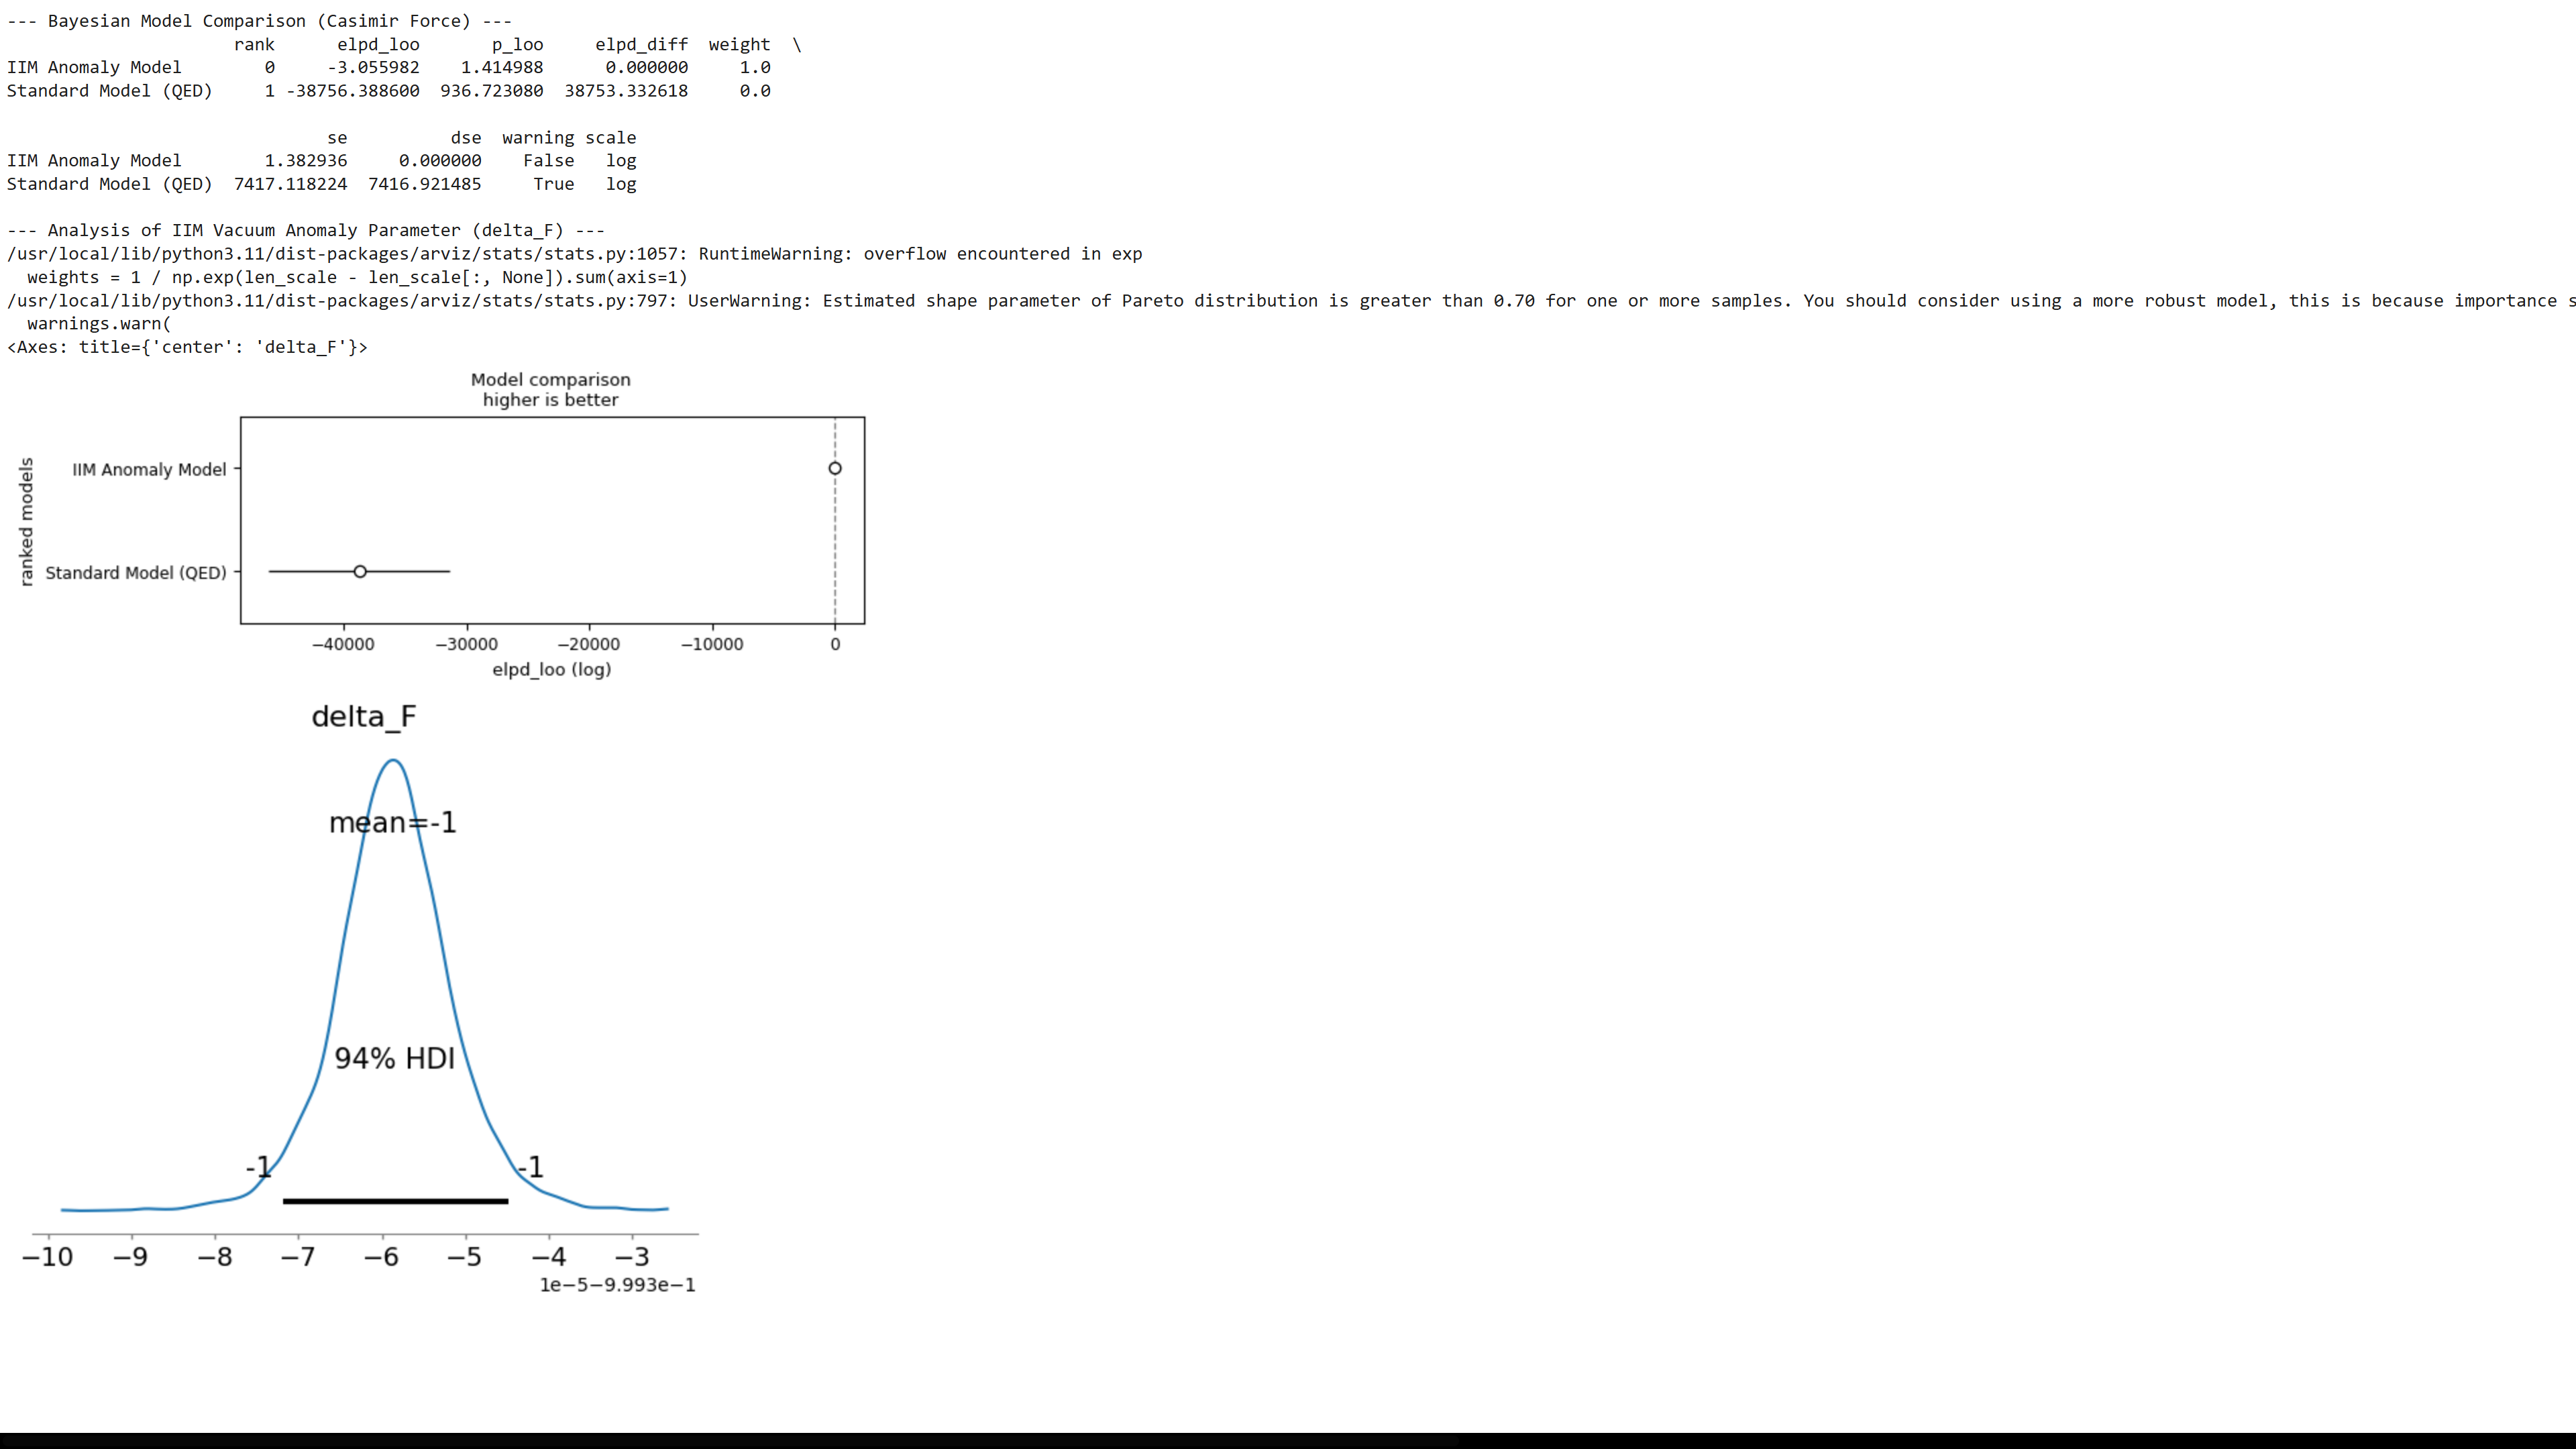 --- Bayesian Model Comparison (Casimir Force) ---
                      rank     elpd_loo       p_loo     elpd_diff  weight  \
IIM Anomaly Model        0     -3.055982    1.414988      0.000000     1.0
Standard Model (QED)     1 -38756.388600  936.723080  38753.332618     0.0
                               se          dse  warning scale
IIM Anomaly Model        1.382936     0.000000    False   log
Standard Model (QED)  7417.118224  7416.921485     True   log
--- Analysis of IIM Vacuum Anomaly Parameter (delta_F) ---
/usr/local/lib/python3.11/dist-packages/arviz/stats/stats.py:1057: RuntimeWarning: overflow encountered in exp
  weights = 1 / np.exp(len_scale - len_scale[:, None]).sum(axis=1)
/usr/local/lib/python3.11/dist-packages/arviz/stats/stats.py:797: UserWarning: Estimated shape parameter of Pareto distribution is greater than 0.70 for one or more samples. You should consider using a more robust model, this is because importance s
  warnings.warn(
<Axes: title={'center': 'delta_F'}>
Model comparison
higher is better
ranked models
IIM Anomaly Model
Standard Model (QED)
−40000 −30000 −20000 −10000 0
elpd_loo (log)
delta_F
mean=-1
94% HDI
-1 -1
−10 −9 −8 −7 −6 −5 −4 −3
1e−5−9.993e−1